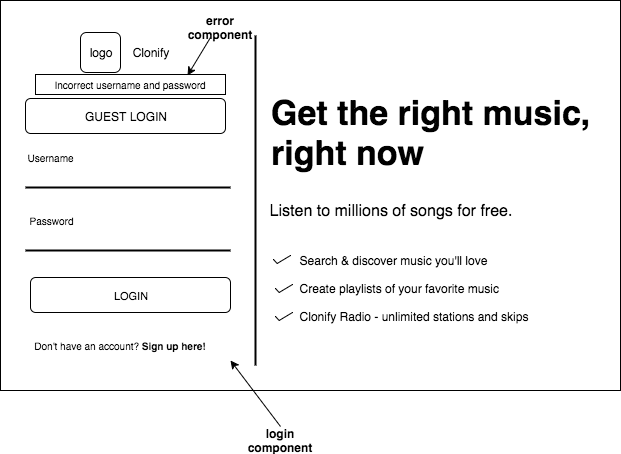 error
component
logo
Clonify
Incorrect username and password
GUEST LOGIN
Username
Password
LOGIN
Don't have an account? Sign up here!
Get the right music,
right now
Listen to millions of songs for free.
Search & discover music you'll love
Create playlists of your favorite music
Clonify Radio - unlimited stations and skips
login
component